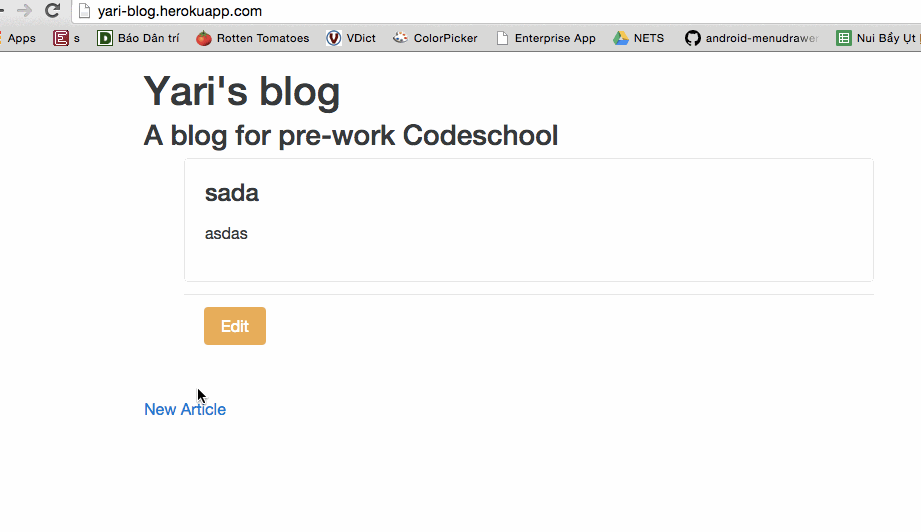 yari-blog.herokuapp.com
Apps s Báo Dân trí Rotten Tomatoes VDict ColorPicker Enterprise App NETS android-menudrawer Nui Bẩy Ụt
Yari's blog
A blog for pre-work Codeschool
sada
asdas
Edit
New Article